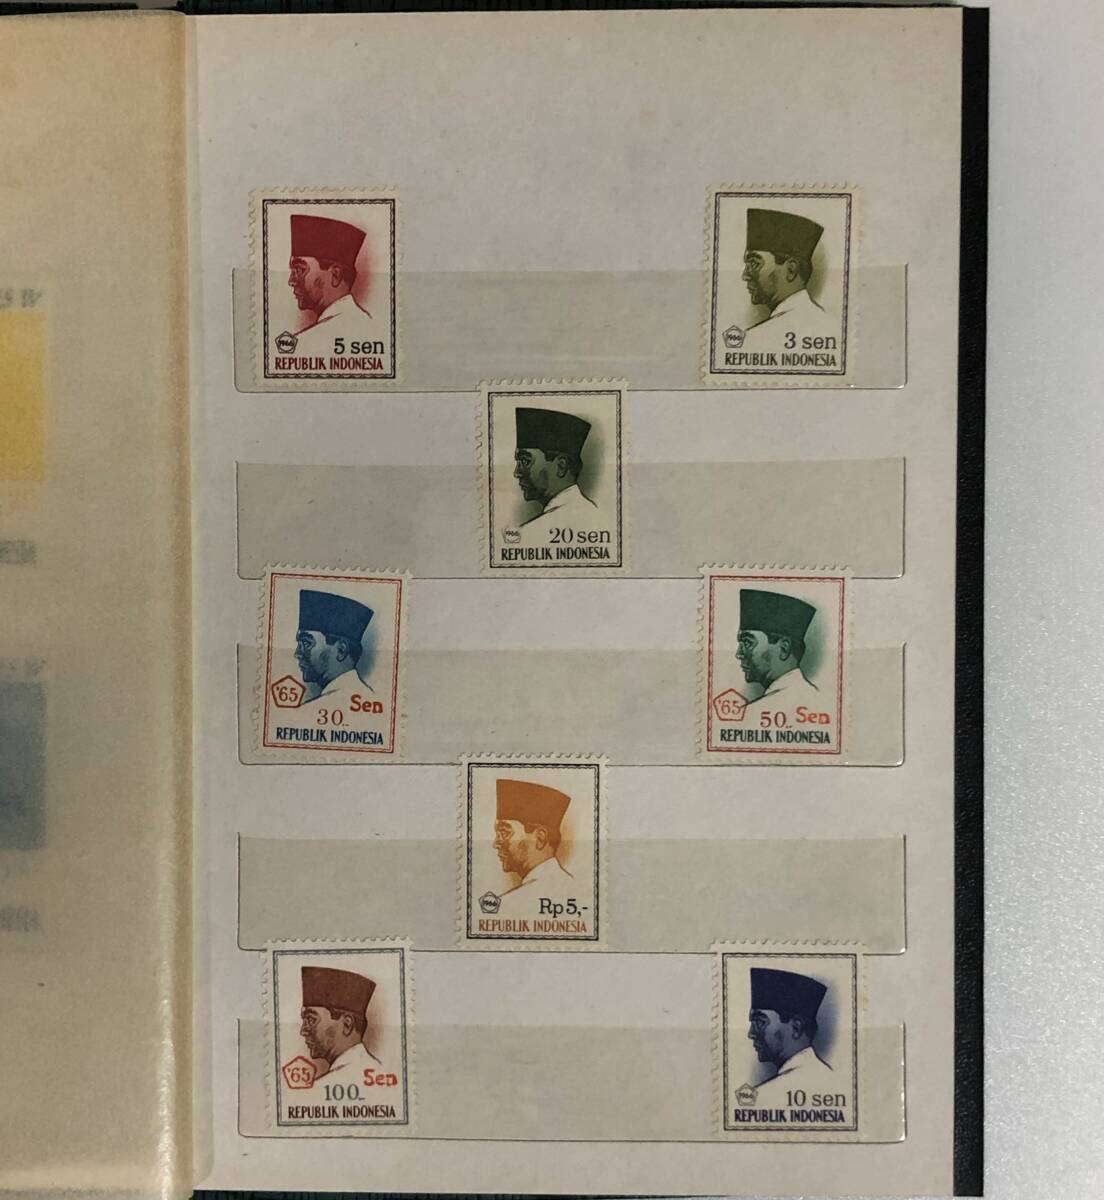 1966
5 sen
REPUBLIK INDONESIA
1966
3 sen
REPUBLIK INDONESIA
1966
20 sen
REPUBLIK INDONESIA
'65
Sen
30,-
REPUBLIK INDONESIA
'65
50,- Sen
REPUBLIK INDONESIA
1966
Rp 5,-
REPUBLIK INDONESIA
'65
Sen
100,-
REPUBLIK INDONESIA
1966
10 sen
REPUBLIK INDONESIA